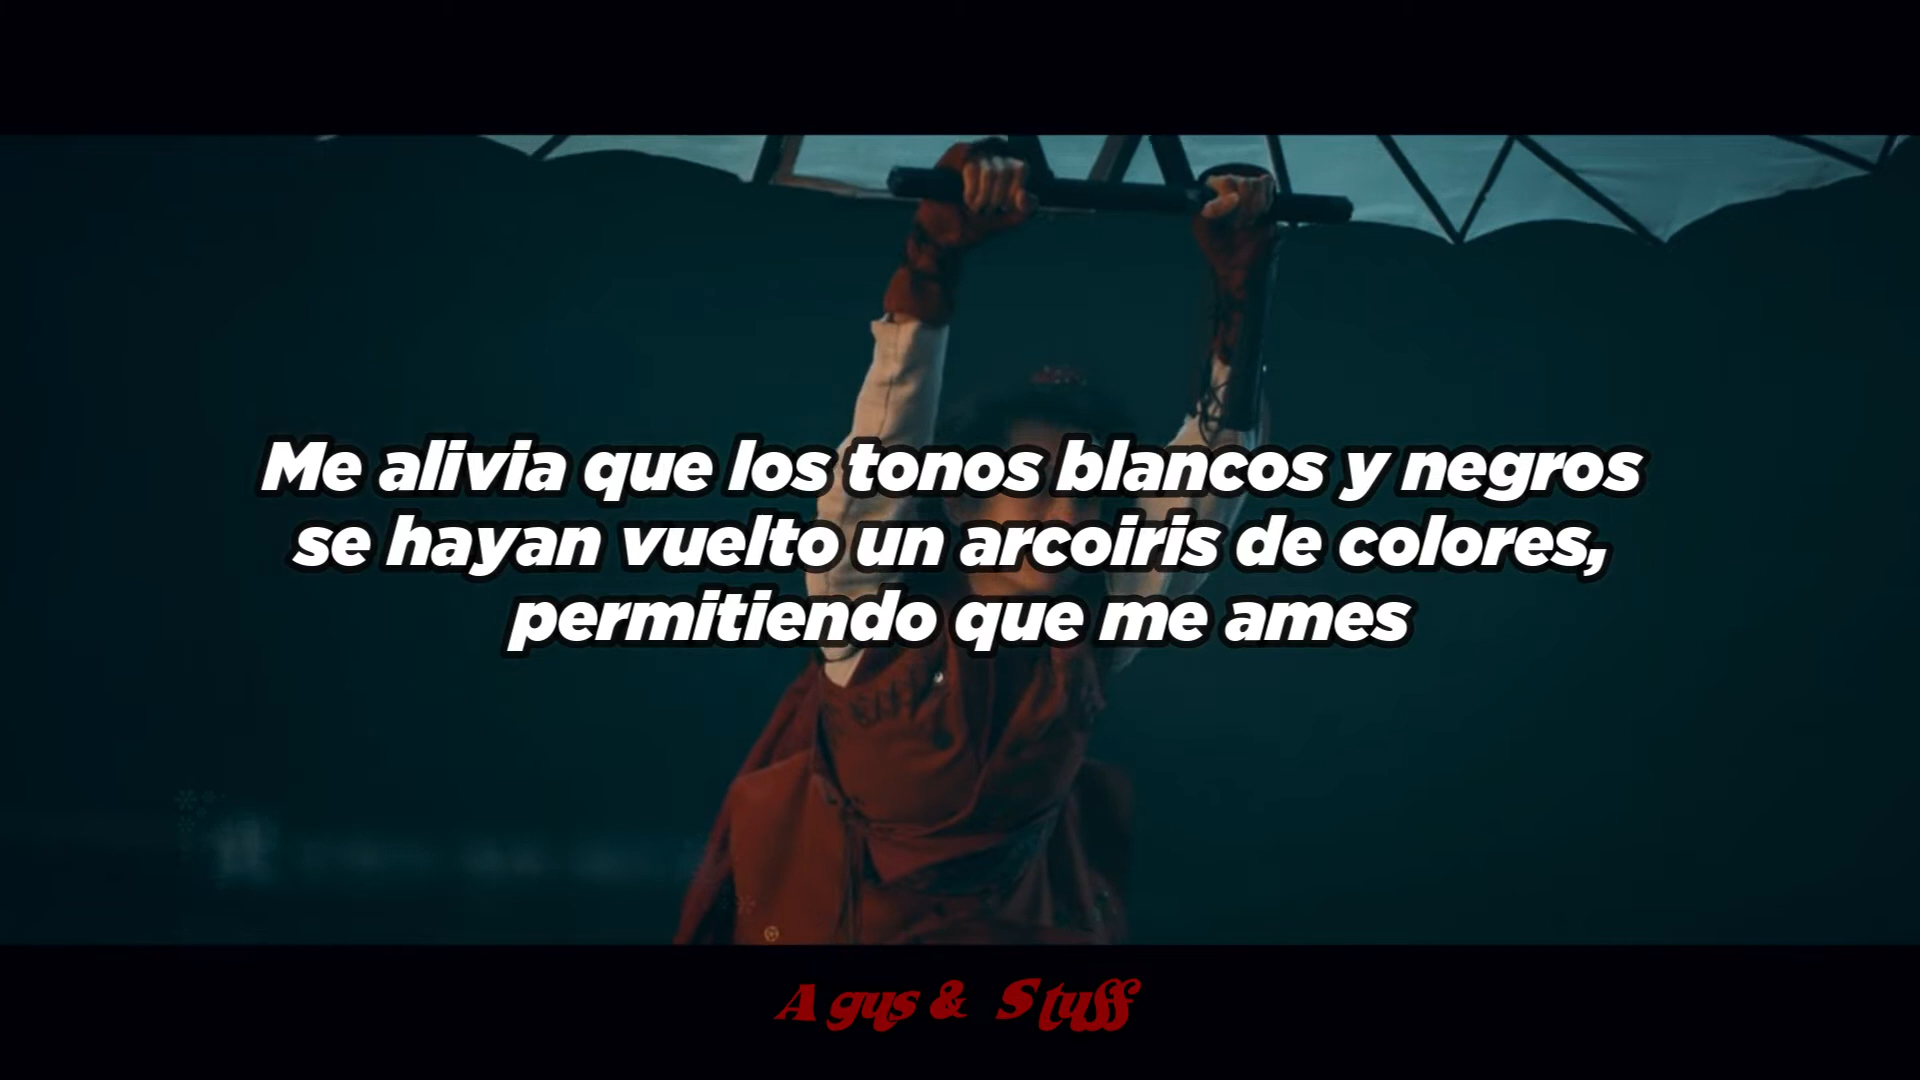 Me alivia que los tonos blancos y negros
se hayan vuelto un arcoiris de colores,
permitiendo que me ames
Agus & Stuff